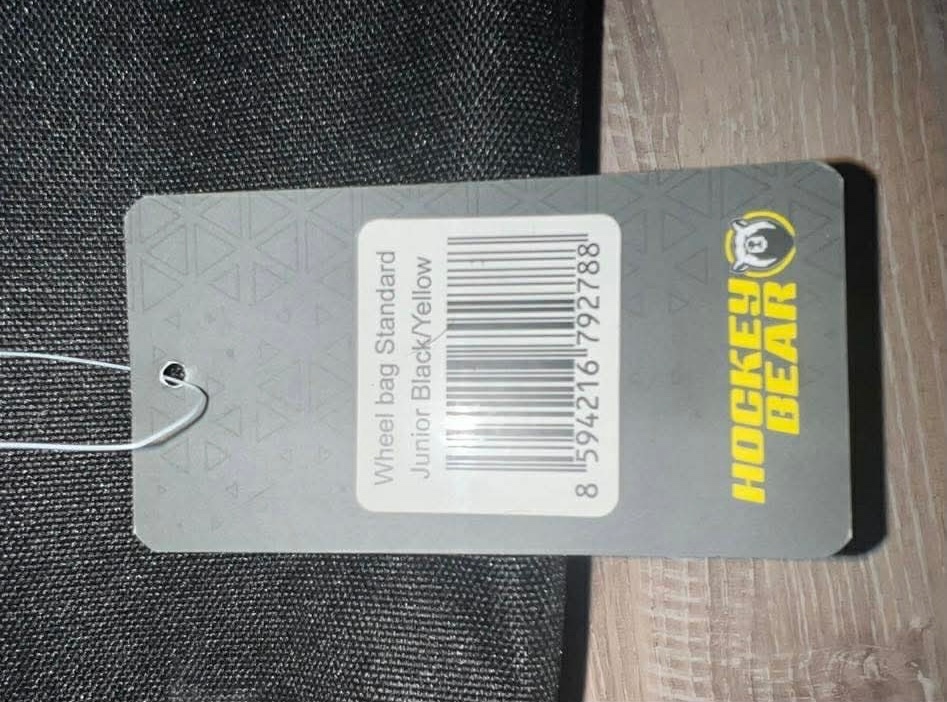 Wheel bag Standard
Junior Black/Yellow
8 594216 792788
HOCKEY
BEAR